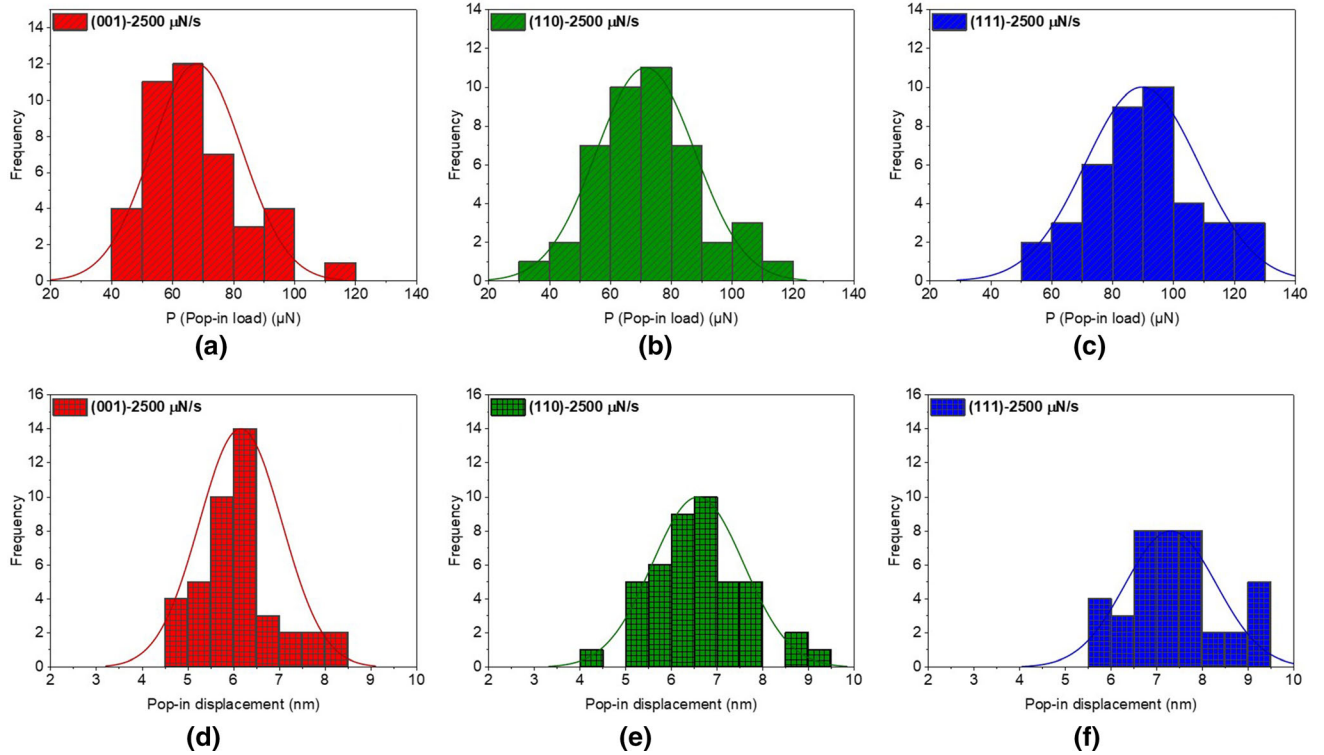 (001)-2500 μN/s
14
12
10
8
6
4
2
0
Frequency
20 40 60 80 100 120 140
P (Pop-in load) (μN)
(a)
(110)-2500 μN/s
14
12
10
8
6
4
2
0
Frequency
20 40 60 80 100 120 140
P (Pop-in load) (μN)
(b)
(111)-2500 μN/s
14
12
10
8
6
4
2
0
Frequency
20 40 60 80 100 120 140
P (Pop-in load) (μN)
(c)
(001)-2500 μN/s
16
14
12
10
8
6
4
2
0
Frequency
2 3 4 5 6 7 8 9 10
Pop-in displacement (nm)
(d)
(110)-2500 μN/s
16
14
12
10
8
6
4
2
0
Frequency
2 3 4 5 6 7 8 9 10
Pop-in displacement (nm)
(e)
(111)-2500 μN/s
16
14
12
10
8
6
4
2
0
Frequency
2 3 4 5 6 7 8 9 10
Pop-in displacement (nm)
(f)